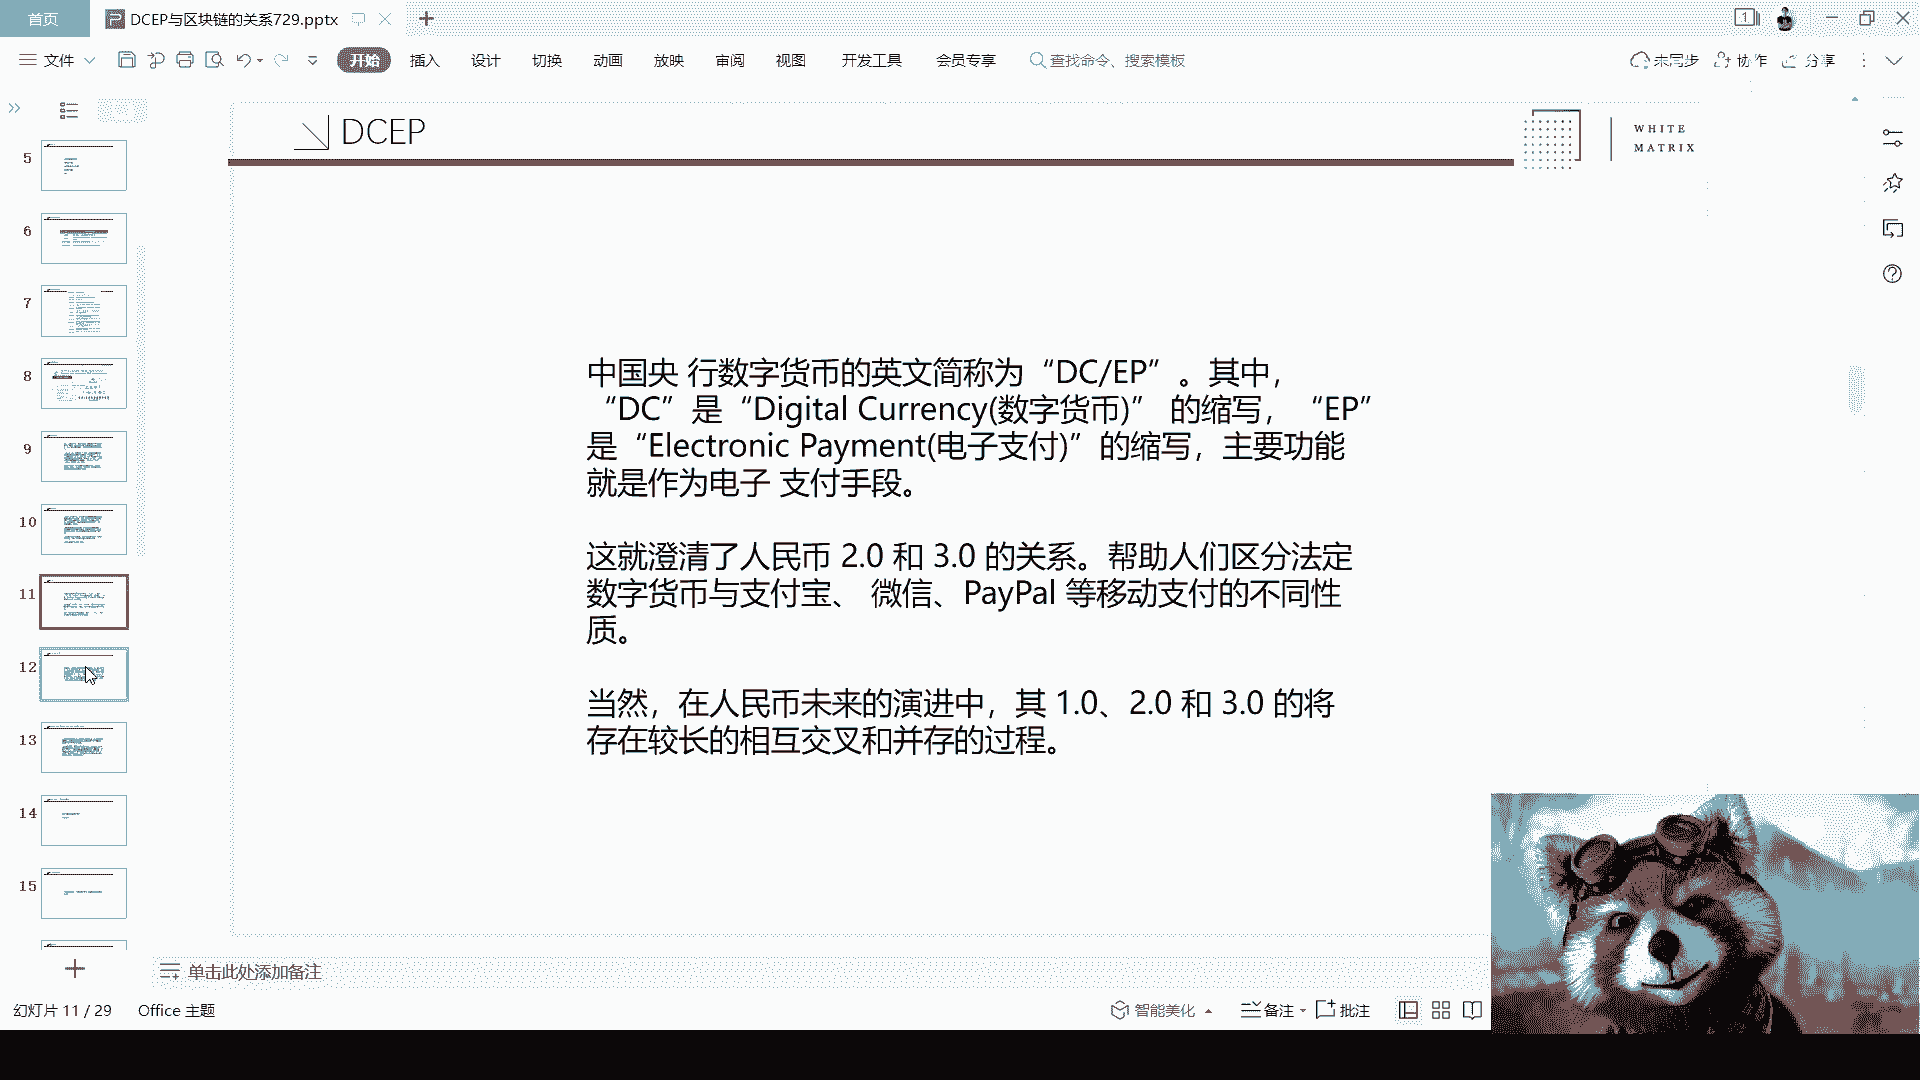 首页
DCEP与区块链的关系729.pptx
1
文件
开始
插入
设计
切换
动画
放映
审阅
视图
开发工具
会员专享
查找命令、搜索模板
未同步
协作
分享
DCEP
WHITE
MATRIX
5
6
7
8
9
10
11
12
13
14
15
中国央 行数字货币的英文简称为“DC/EP”。其中，
“DC”是“Digital Currency(数字货币)” 的缩写， “EP”
是“Electronic Payment(电子支付)”的缩写，主要功能
就是作为电子 支付手段。
这就澄清了人民币 2.0 和 3.0 的关系。帮助人们区分法定
数字货币与支付宝、 微信、PayPal 等移动支付的不同性
质。
当然，在人民币未来的演进中，其 1.0、2.0 和 3.0 的将
存在较长的相互交叉和并存的过程。
单击此处添加备注
幻灯片 11 / 29
Office 主题
智能美化
备注
批注